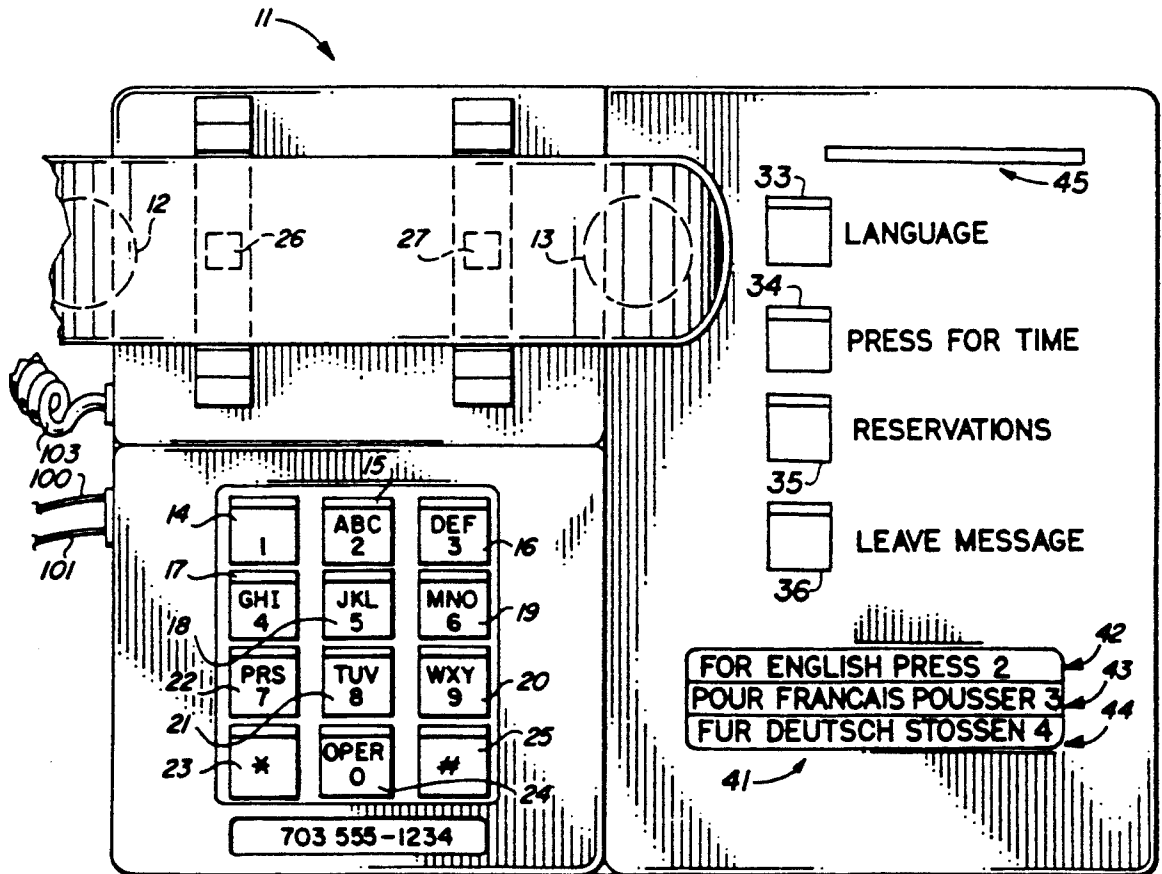 11
12
26
27
13
33
45
LANGUAGE
34
PRESS FOR TIME
RESERVATIONS
35
LEAVE MESSAGE
36
103
100
101
15
14
1
ABC
2
DEF
3
16
17
GHI
4
JKL
5
MNO
6
19
18
PRS
7
TUV
8
WXY
9
22
20
21
25
*
OPER
0
#
23
24
703 555-1234
FOR ENGLISH PRESS 2
42
POUR FRANCAIS POUSSER 3
43
FUR DEUTSCH STOSSEN 4
44
41